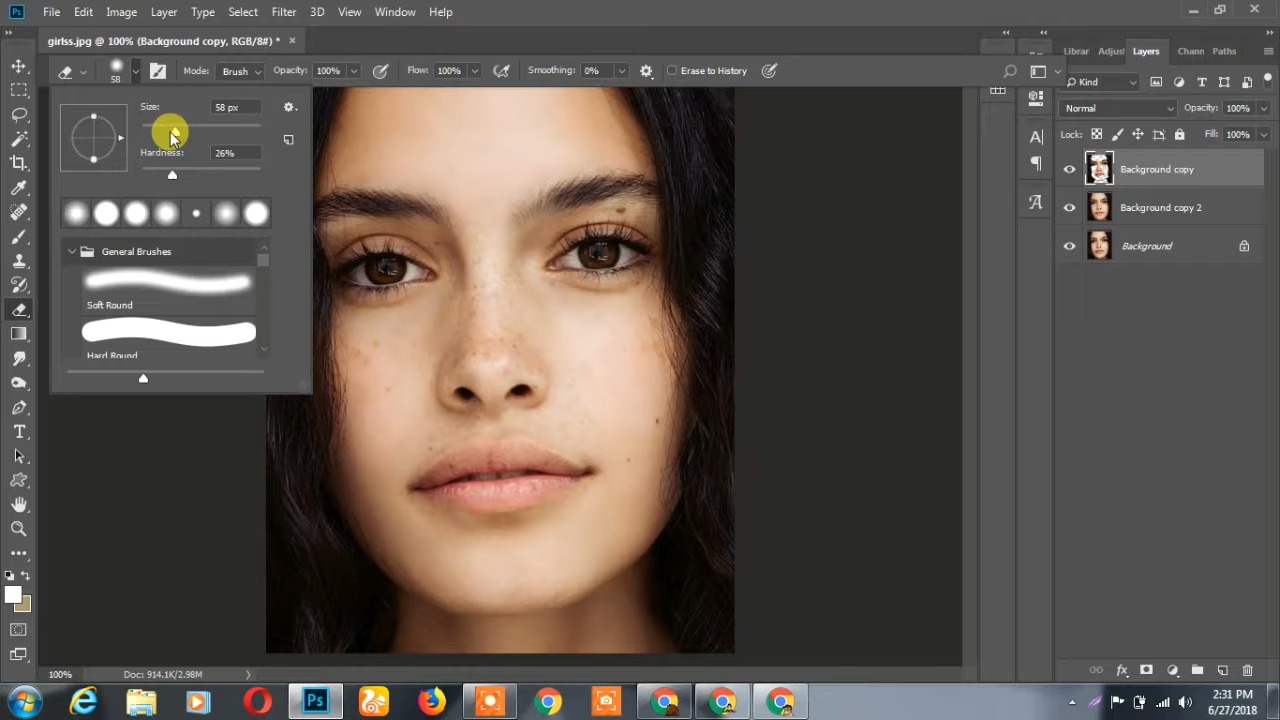 Ps File Edit Image Layer Type Select Filter 3D View Window Help
girlss.jpg @ 100% (Background copy, RGB/8#) * ×
58 Mode: Brush Opacity: 100% Flow: 100% Smoothing: 0% Erase to History
Size: 58 px
Hardness: 26%
General Brushes
Soft Round
Hard Round
Librar Adjus Layers Chann Paths
Kind
Normal Opacity: 100%
Lock: Fill: 100%
Background copy
Background copy 2
Background
100% Doc: 914.1K/2.98M
Ps
2:31 PM
6/27/2018